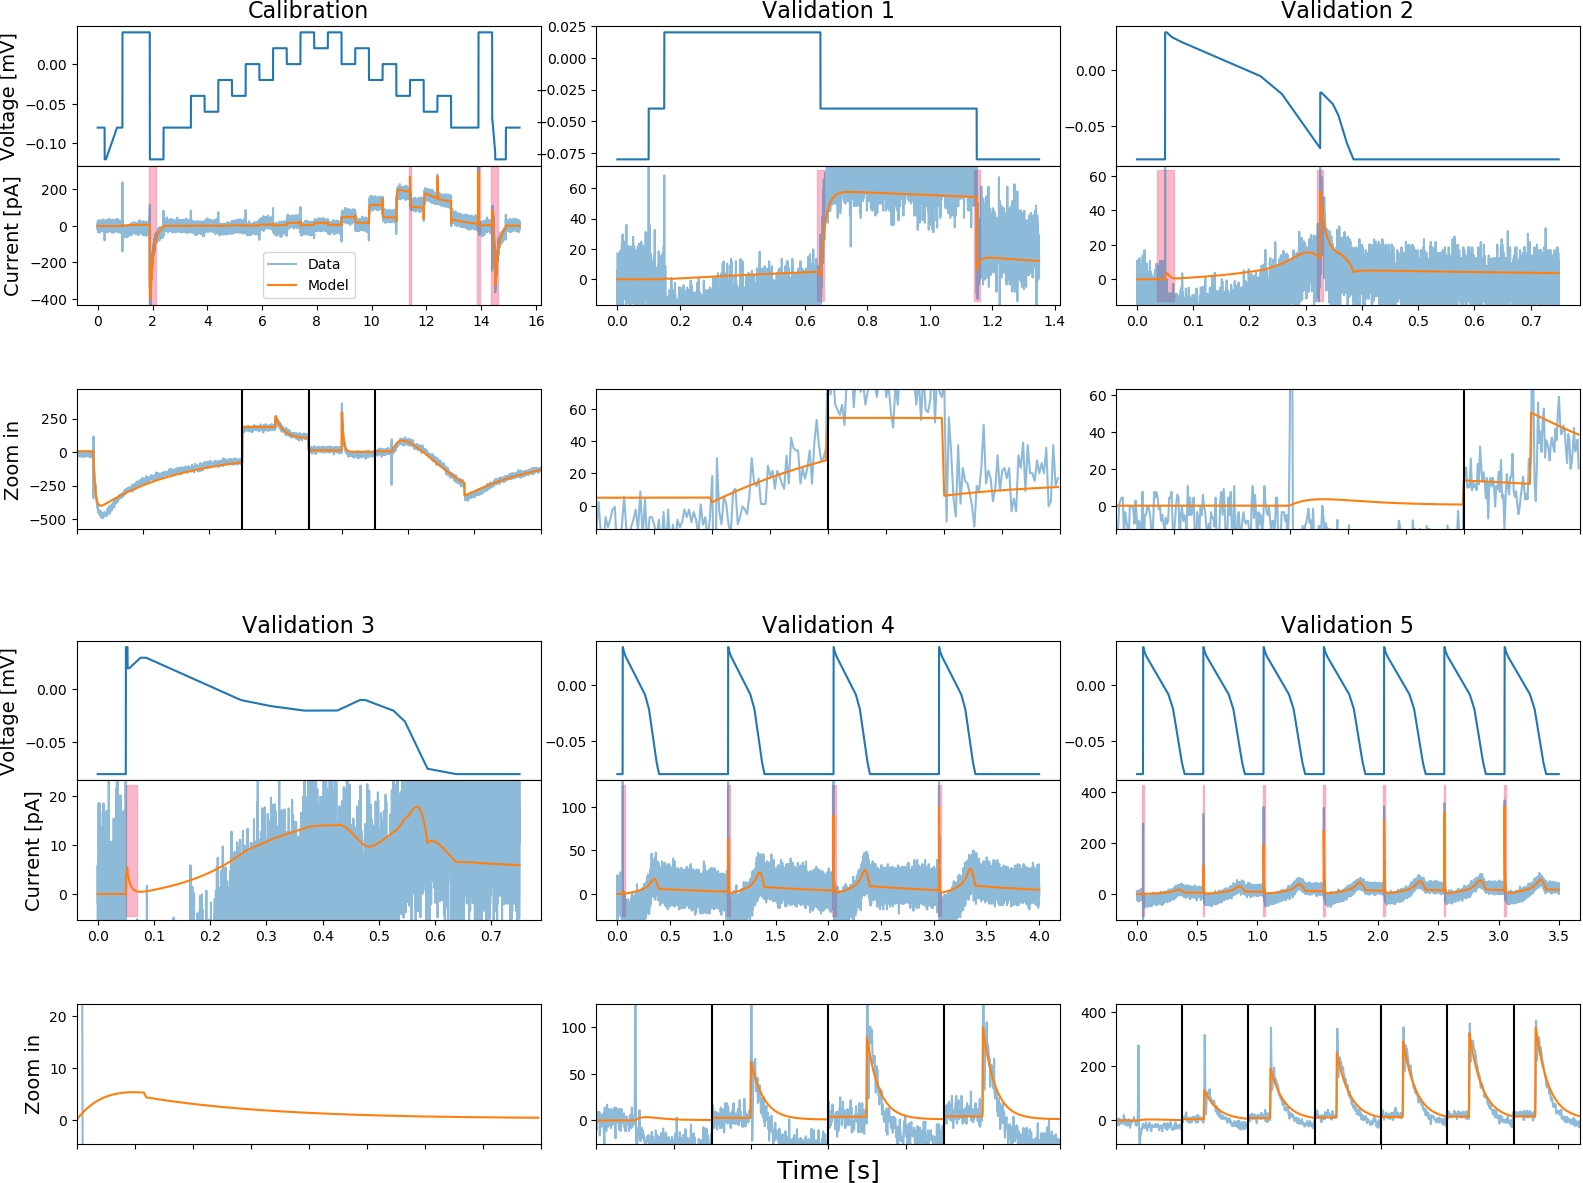 Calibration
Validation 1
Validation 2
Voltage [mV]
0.00
−0.05
−0.10
0.025
0.000
−0.025
−0.050
−0.075
0.00
−0.05
Current [pA]
200
0
−200
−400
Data
Model
60
40
20
0
60
40
20
0
0 2 4 6 8 10 12 14 16
0.0 0.2 0.4 0.6 0.8 1.0 1.2 1.4
0.0 0.1 0.2 0.3 0.4 0.5 0.6 0.7
Zoom in
250
0
−250
−500
60
40
20
0
60
40
20
0
Validation 3
Validation 4
Validation 5
Voltage [mV]
0.00
−0.05
0.00
−0.05
0.00
−0.05
Current [pA]
20
10
0
100
50
0
400
200
0
0.0 0.1 0.2 0.3 0.4 0.5 0.6 0.7
0.0 0.5 1.0 1.5 2.0 2.5 3.0 3.5 4.0
0.0 0.5 1.0 1.5 2.0 2.5 3.0 3.5
Zoom in
20
10
0
100
50
0
400
200
0
Time [s]